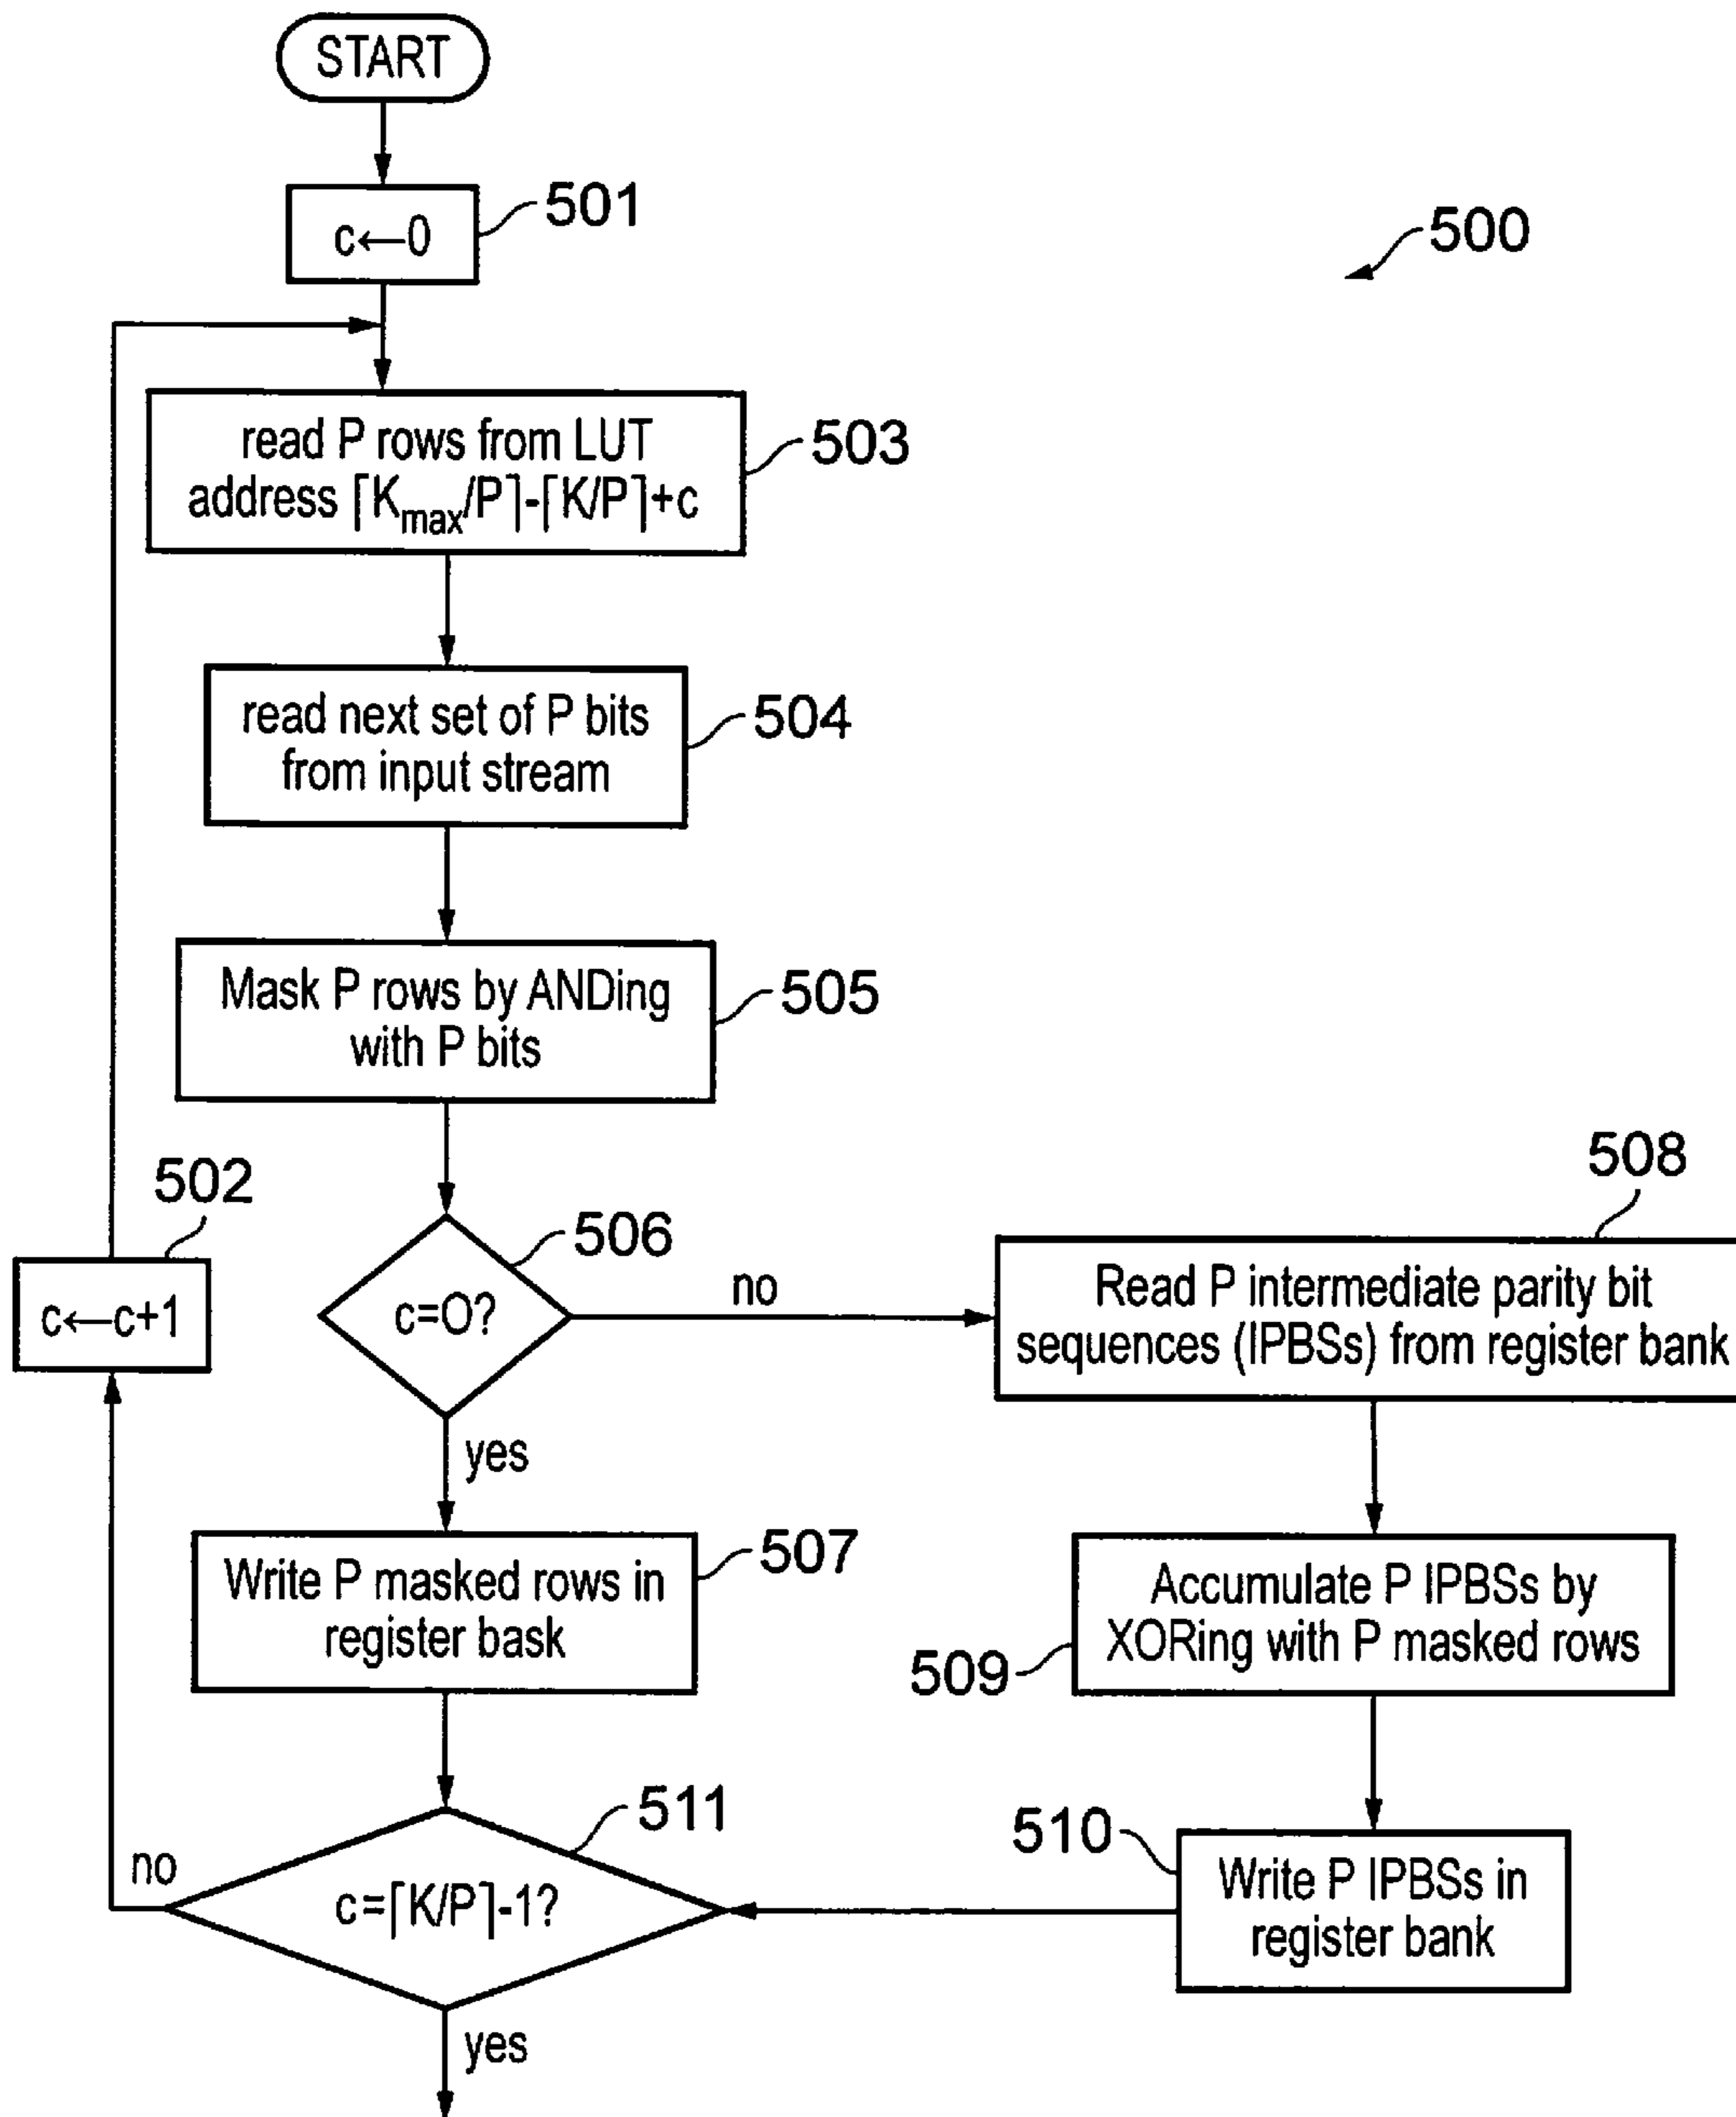 START
501
c←0
500
read P rows from LUT
address ⌈Kmax/P⌉-⌈K/P⌉+c
503
read next set of P bits
from input stream
504
Mask P rows by ANDing
with P bits
505
502
c←c+1
506
c=O?
no
yes
508
Read P intermediate parity bit
sequences (IPBSs) from register bank
Write P masked rows in
register bask
507
Accumulate P IPBSs by
XORing with P masked rows
509
511
c=⌈K/P⌉-1?
no
yes
510
Write P IPBSs in
register bank